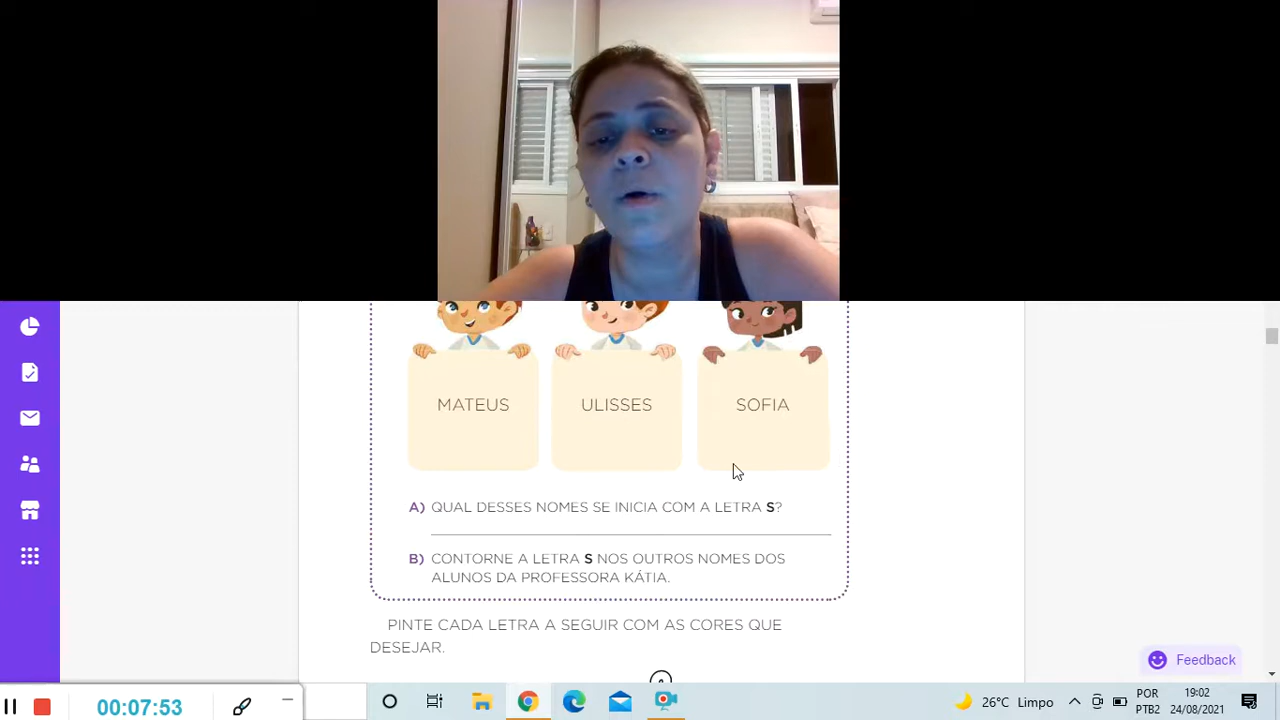 MATEUS ULISSES SOFIA
A) QUAL DESSES NOMES SE INICIA COM A LETRA S?
B) CONTORNE A LETRA S NOS OUTROS NOMES DOS
ALUNOS DA PROFESSORA KÁTIA.
PINTE CADA LETRA A SEGUIR COM AS CORES QUE
DESEJAR.
Feedback
00:07:53
26°C Limpo
POR
PTB2
19:02
24/08/2021